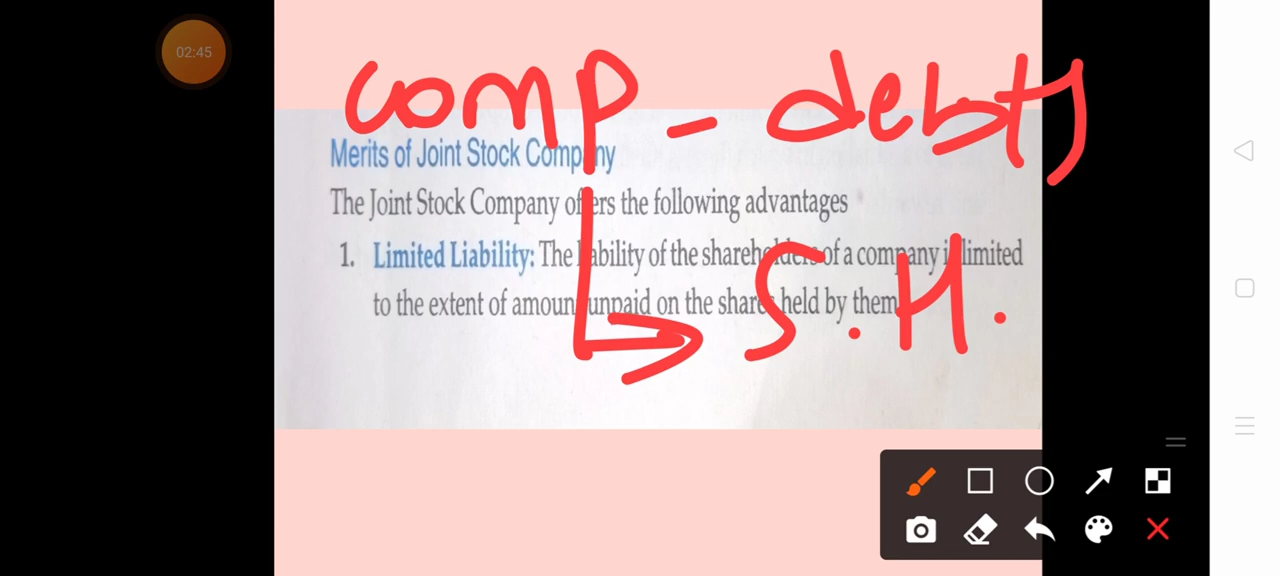 02:45
comp - debts
Merits of Joint Stock Company
The Joint Stock Company offers the following advantages
1. Limited Liability: The liability of the shareholders of a company is limited
to the extent of amount unpaid on the shares held by them
S.H.